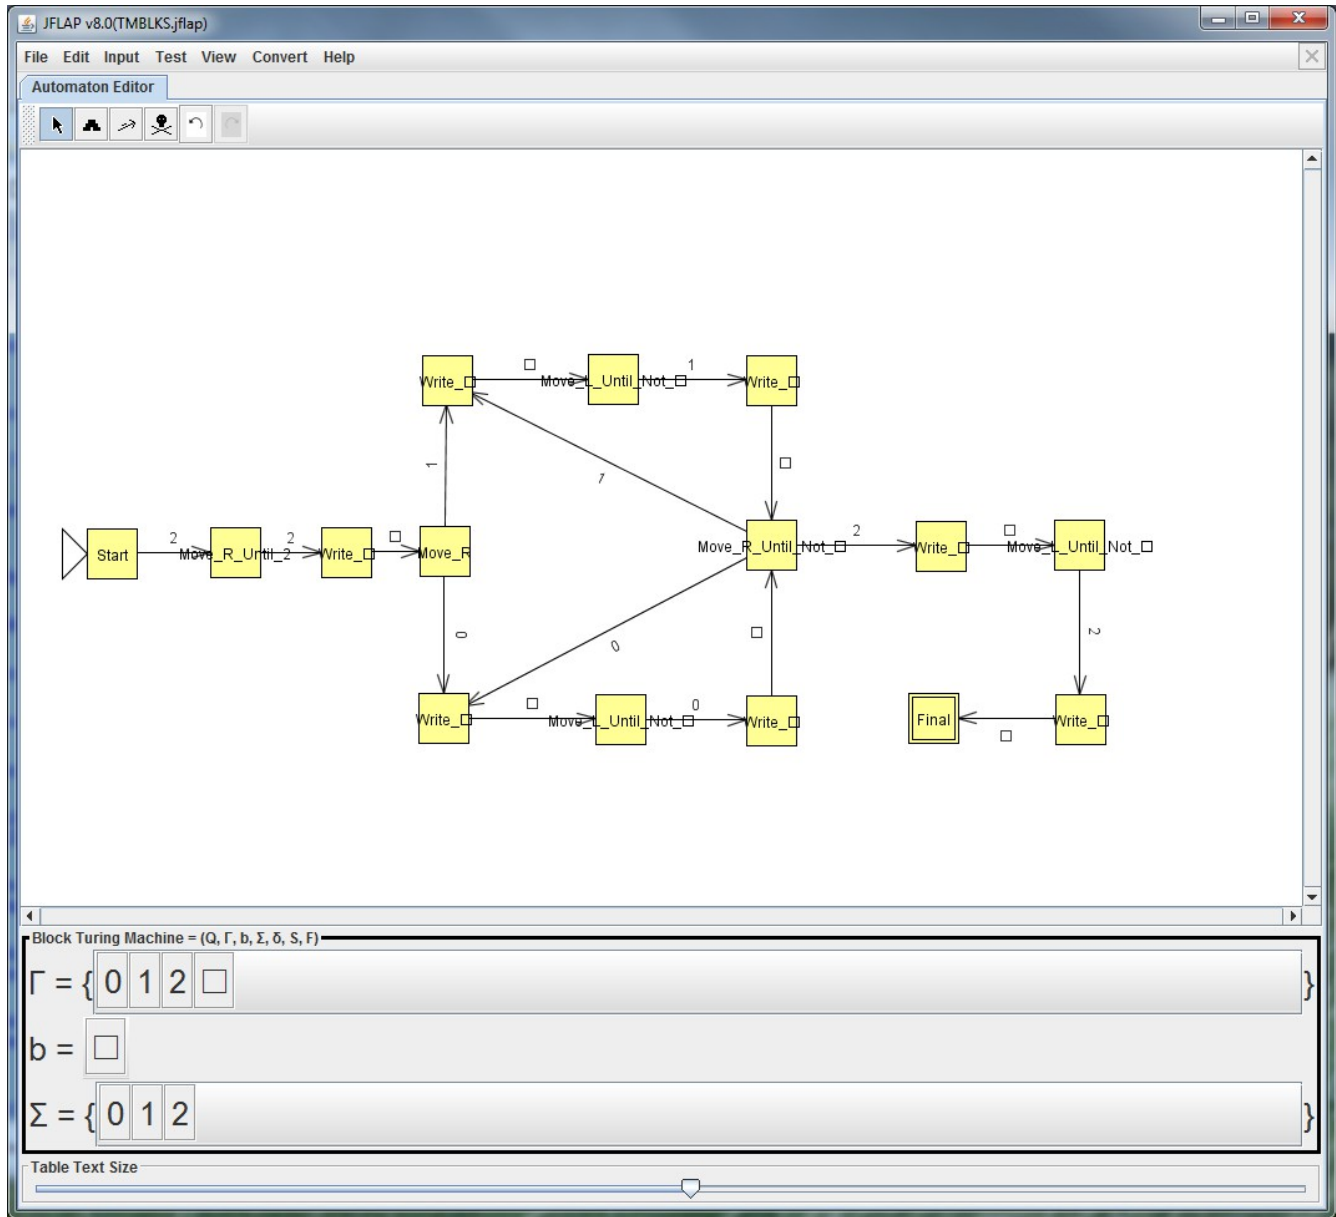 JFLAP v8.0(TMBLKS.jflap)
File Edit Input Test View Convert Help
Automaton Editor
Write_□ □ Move_L_Until_Not_□ 1 Write_□
1 1 □
Start 2 Move_R_Until_2 2 Write_□ □ Move_R Move_R_Until_Not_□ 2 Write_□ □ Move_L_Until_Not_□
0 0 □ 2
Write_□ □ Move_L_Until_Not_□ 0 Write_□ Final □ Write_□
Block Turing Machine = (Q, Γ, b, Σ, δ, S, F)
Γ = { 0 1 2 □ }
b = □
Σ = { 0 1 2 }
Table Text Size